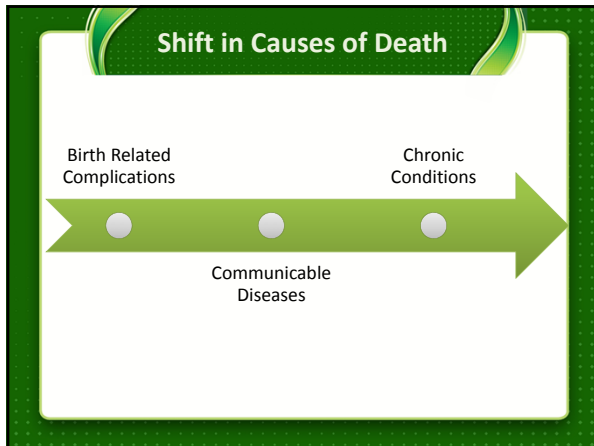 Shift in Causes of Death
Birth Related
Complications
Communicable
Diseases
Chronic
Conditions